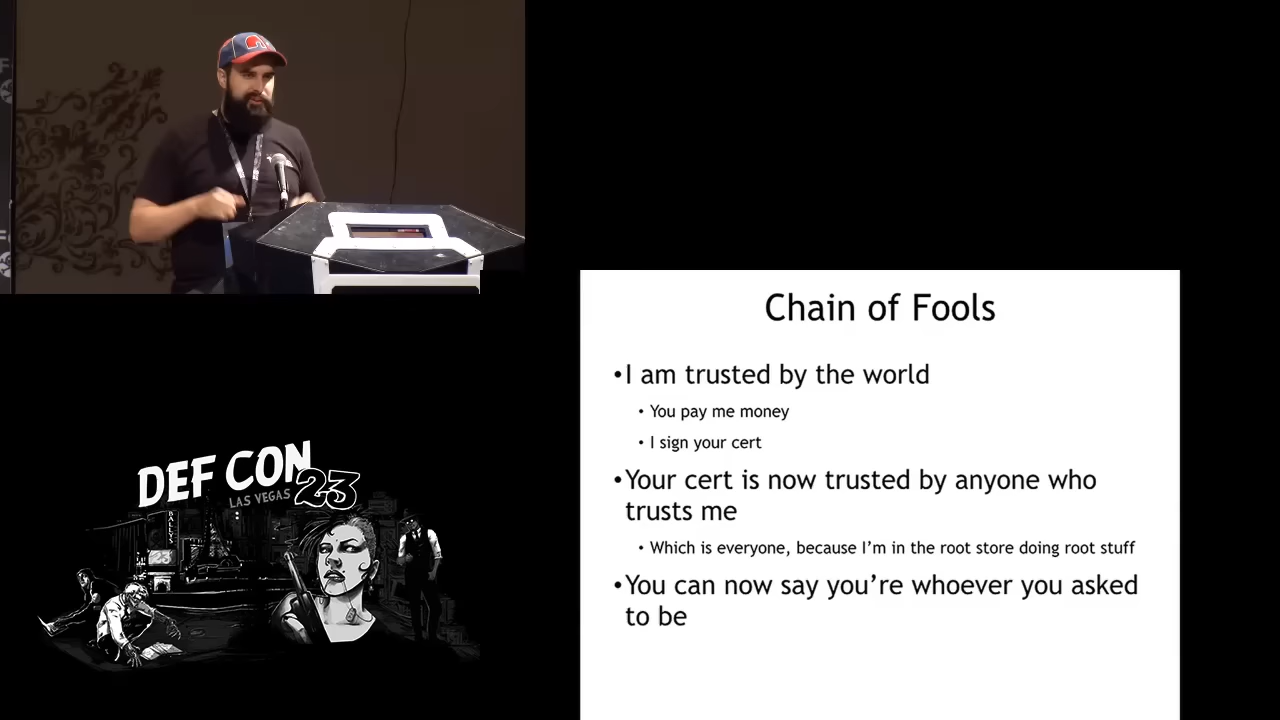 Chain of Fools
•I am trusted by the world
• You pay me money
• I sign your cert
•Your cert is now trusted by anyone who
trusts me
• Which is everyone, because I’m in the root store doing root stuff
•You can now say you’re whoever you asked
to be
DEF CON
LAS VEGAS 23
BALLY'S